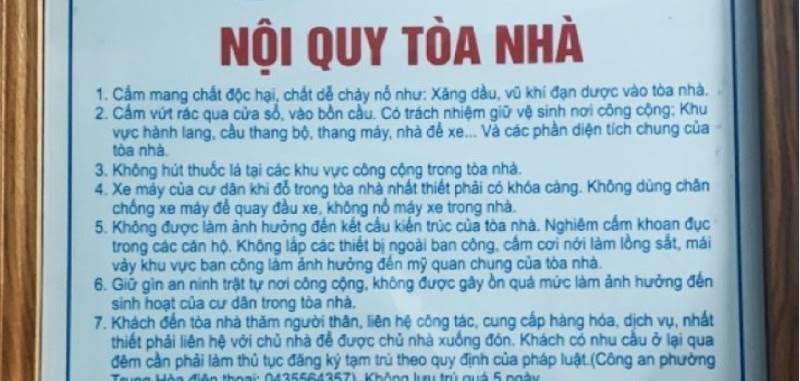 NỘI QUY TÒA NHÀ
1. Cấm mang chất độc hại, chất dễ cháy nổ như: Xăng dầu, vũ khí đạn dược vào tòa nhà.
2. Cấm vứt rác qua cửa sổ, vào bồn cầu. Có trách nhiệm giữ vệ sinh nơi công cộng; Khu
vực hành lang, cầu thang bộ, thang máy, nhà để xe... Và các phần diện tích chung của
tòa nhà.
3. Không hút thuốc lá tại các khu vực công cộng trong tòa nhà.
4. Xe máy của cư dân khi đỗ trong tòa nhà nhất thiết phải có khóa càng. Không dùng chân
chống xe máy để quay đầu xe, không nổ máy xe trong nhà.
5. Không được làm ảnh hưởng đến kết cấu kiến trúc của tòa nhà. Nghiêm cấm khoan đục
trong các căn hộ. Không lắp các thiết bị ngoài ban công, cấm cơi nới làm lồng sắt, mái
vảy khu vực ban công làm ảnh hưởng đến mỹ quan chung của tòa nhà.
6. Giữ gìn an ninh trật tự nơi công cộng, không được gây ồn quá mức làm ảnh hưởng đến
sinh hoạt của cư dân trong tòa nhà.
7. Khách đến tòa nhà thăm người thân, liên hệ công tác, cung cấp hàng hóa, dịch vụ, nhất
thiết phải liên hệ với chủ nhà để được chủ nhà xuống đón. Khách có nhu cầu ở lại qua
đêm cần phải làm thủ tục đăng ký tạm trú theo quy định của pháp luật.(Công an phường
Trung Hòa điện thoại: 0435564357). Không lưu trú quá 5 ngày.